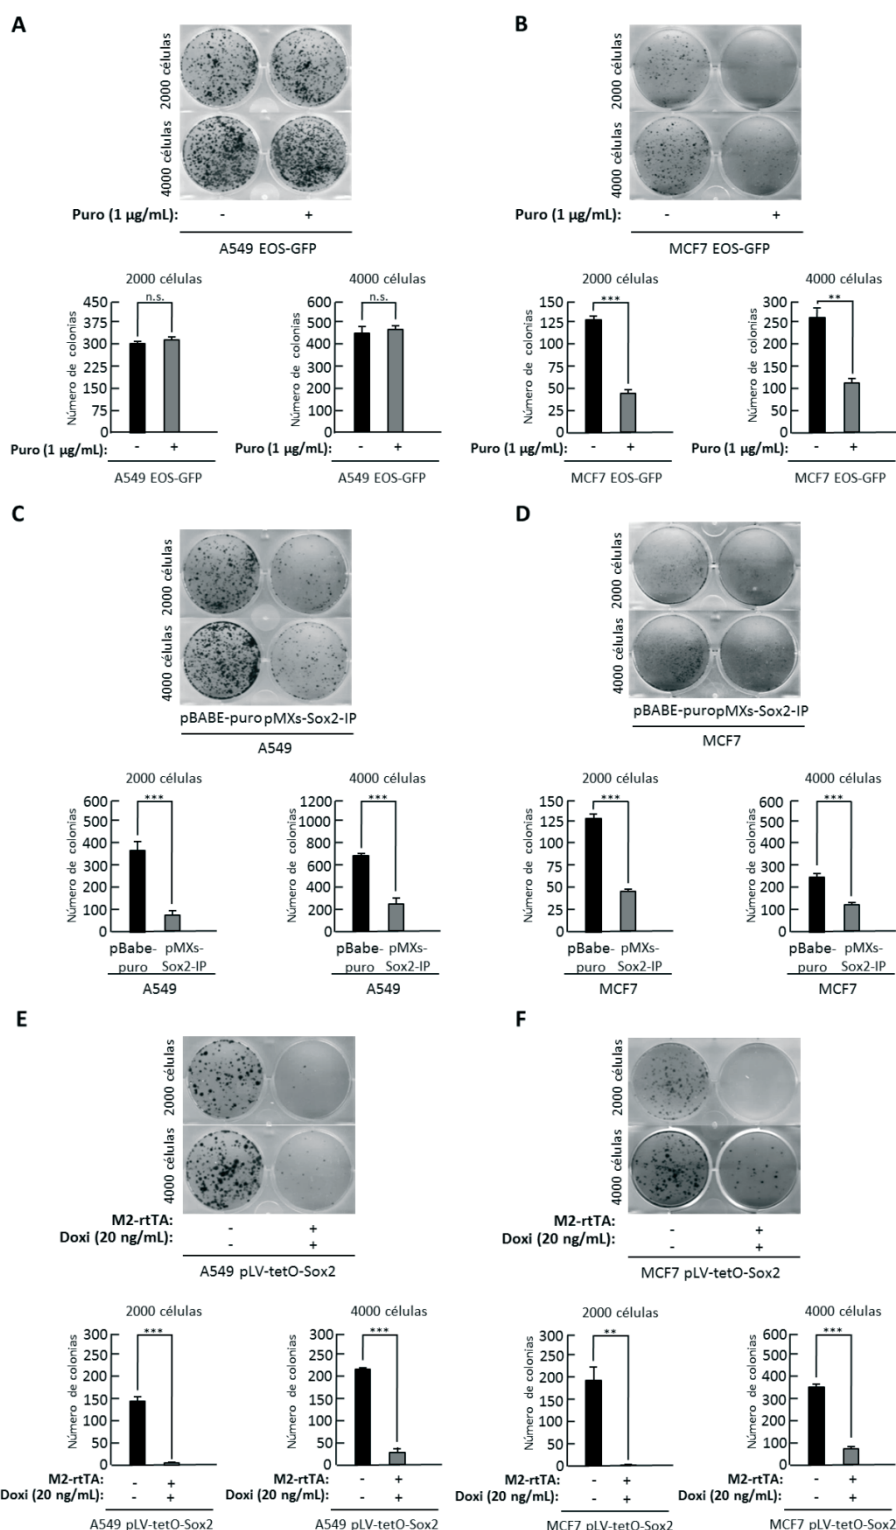 A
2000 células
4000 células
Puro (1 µg/mL): - +
A549 EOS-GFP
2000 células
Número de colonías
450
375
300
225
150
75
0
n.s.
Puro (1 µg/mL): - +
A549 EOS-GFP
4000 células
Número de colonías
600
500
400
300
200
100
0
n.s.
Puro (1 µg/mL): - +
A549 EOS-GFP
B
2000 células
4000 células
Puro (1 µg/mL): - +
MCF7 EOS-GFP
2000 células
Número de colonías
150
125
100
75
50
25
0
***
Puro (1 µg/mL): - +
MCF7 EOS-GFP
4000 células
Número de colonías
300
250
200
150
100
50
0
**
Puro (1 µg/mL): - +
MCF7 EOS-GFP
C
2000 células
4000 células
pBABE-puro pMXs-Sox2-IP
A549
2000 células
Número de colonías
600
500
400
300
200
100
0
***
pBabe- pMXs-
puro Sox2-IP
A549
4000 células
Número de colonías
1200
1000
800
600
400
200
0
***
pBabe- pMXs-
puro Sox2-IP
A549
D
2000 células
4000 células
pBABE-puro pMXs-Sox2-IP
MCF7
2000 células
Número de colonías
150
125
100
75
50
25
0
***
pBabe- pMXs-
puro Sox2-IP
MCF7
4000 células
Número de colonías
600
500
400
300
200
100
0
***
pBabe- pMXs-
puro Sox2-IP
MCF7
E
2000 células
4000 células
M2-rtTA: - +
Doxi (20 ng/mL): - +
A549 pLV-tetO-Sox2
2000 células
Número de colonías
300
250
200
150
100
50
0
***
M2-rtTA: - +
Doxi (20 ng/mL): - +
A549 pLV-tetO-Sox2
4000 células
Número de colonías
300
250
200
150
100
50
0
***
M2-rtTA: - +
Doxi (20 ng/mL): - +
A549 pLV-tetO-Sox2
F
2000 células
4000 células
M2-rtTA: - +
Doxi (20 ng/mL): - +
MCF7 pLV-tetO-Sox2
2000 células
Número de colonías
300
250
200
150
100
50
0
**
M2-rtTA: - +
Doxi (20 ng/mL): - +
MCF7 pLV-tetO-Sox2
4000 células
Número de colonías
600
500
400
300
200
100
0
***
M2-rtTA: - +
Doxi (20 ng/mL): - +
MCF7 pLV-tetO-Sox2